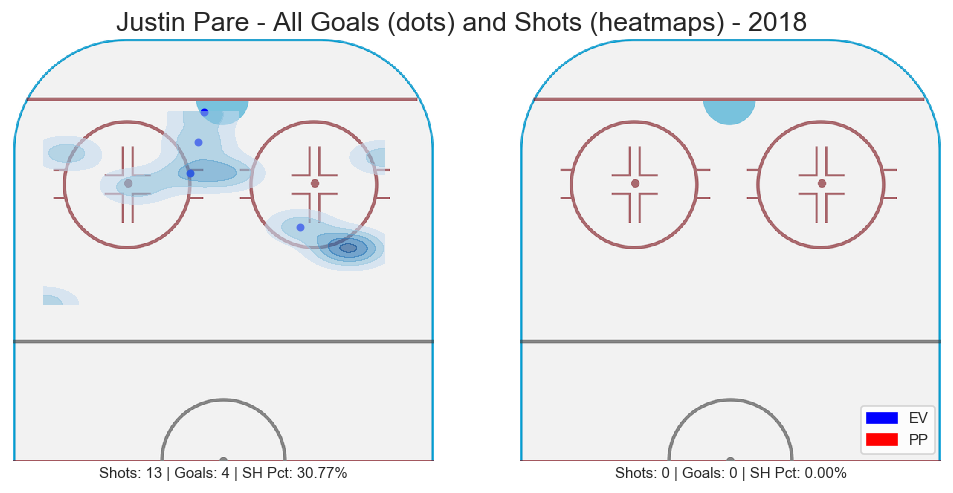 Justin Pare - All Goals (dots) and Shots (heatmaps) - 2018
EV
PP
Shots: 13 | Goals: 4 | SH Pct: 30.77%
Shots: 0 | Goals: 0 | SH Pct: 0.00%